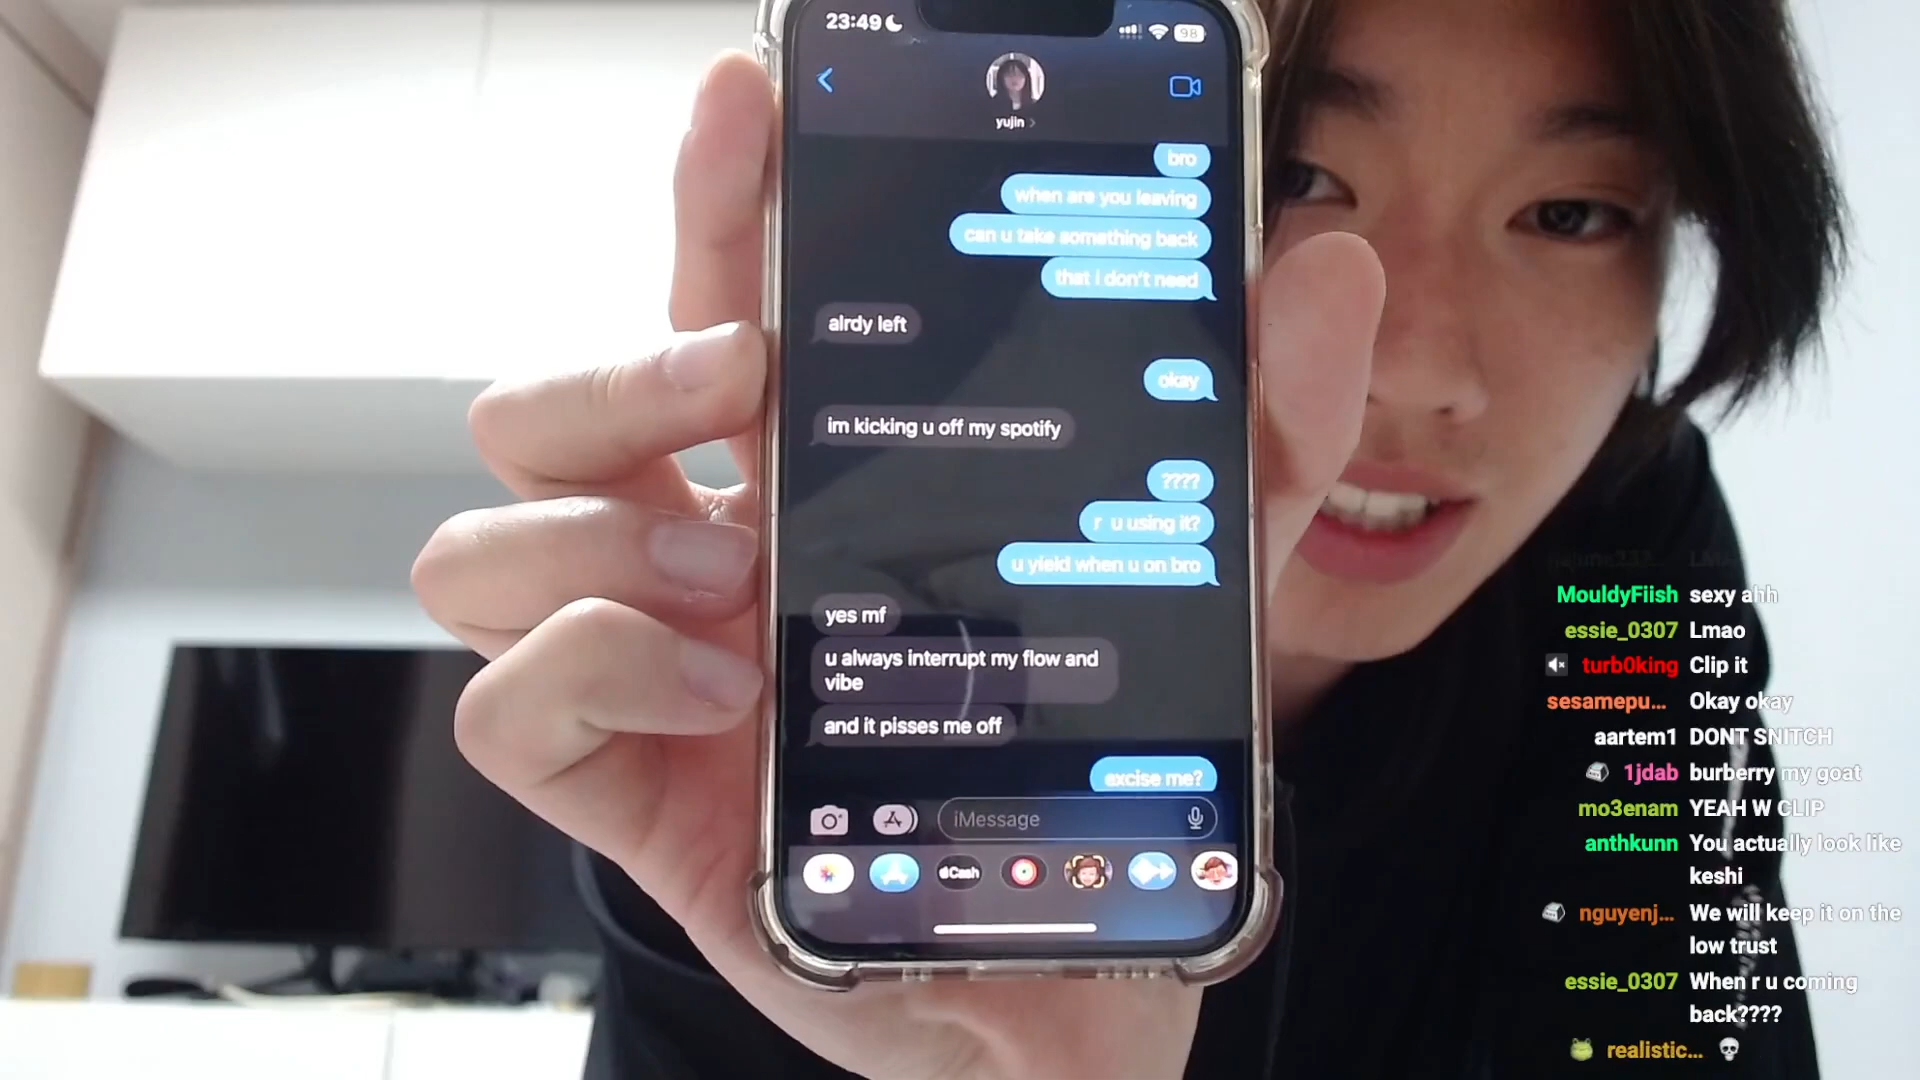 23:49
98
yujin
bro
when are you leaving
can u take something back
that I don't need
alrdy left
okay
im kicking u off my spotify
????
r u using it?
u yield when u on bro
yes mf
u always interrupt my flow and
vibe
and it pisses me off
excise me?
iMessage
Cash
MouldyFiish sexy ahh
essie_0307 Lmao
turb0king Clip it
sesamepu... Okay okay
aartem1 DONT SNITCH
1jdab burberry my goat
mo3enam YEAH W CLIP
anthkunn You actually look like
keshi
nguyenj... We will keep it on the
low trust
essie_0307 When r u coming
back????
realistic... 💀